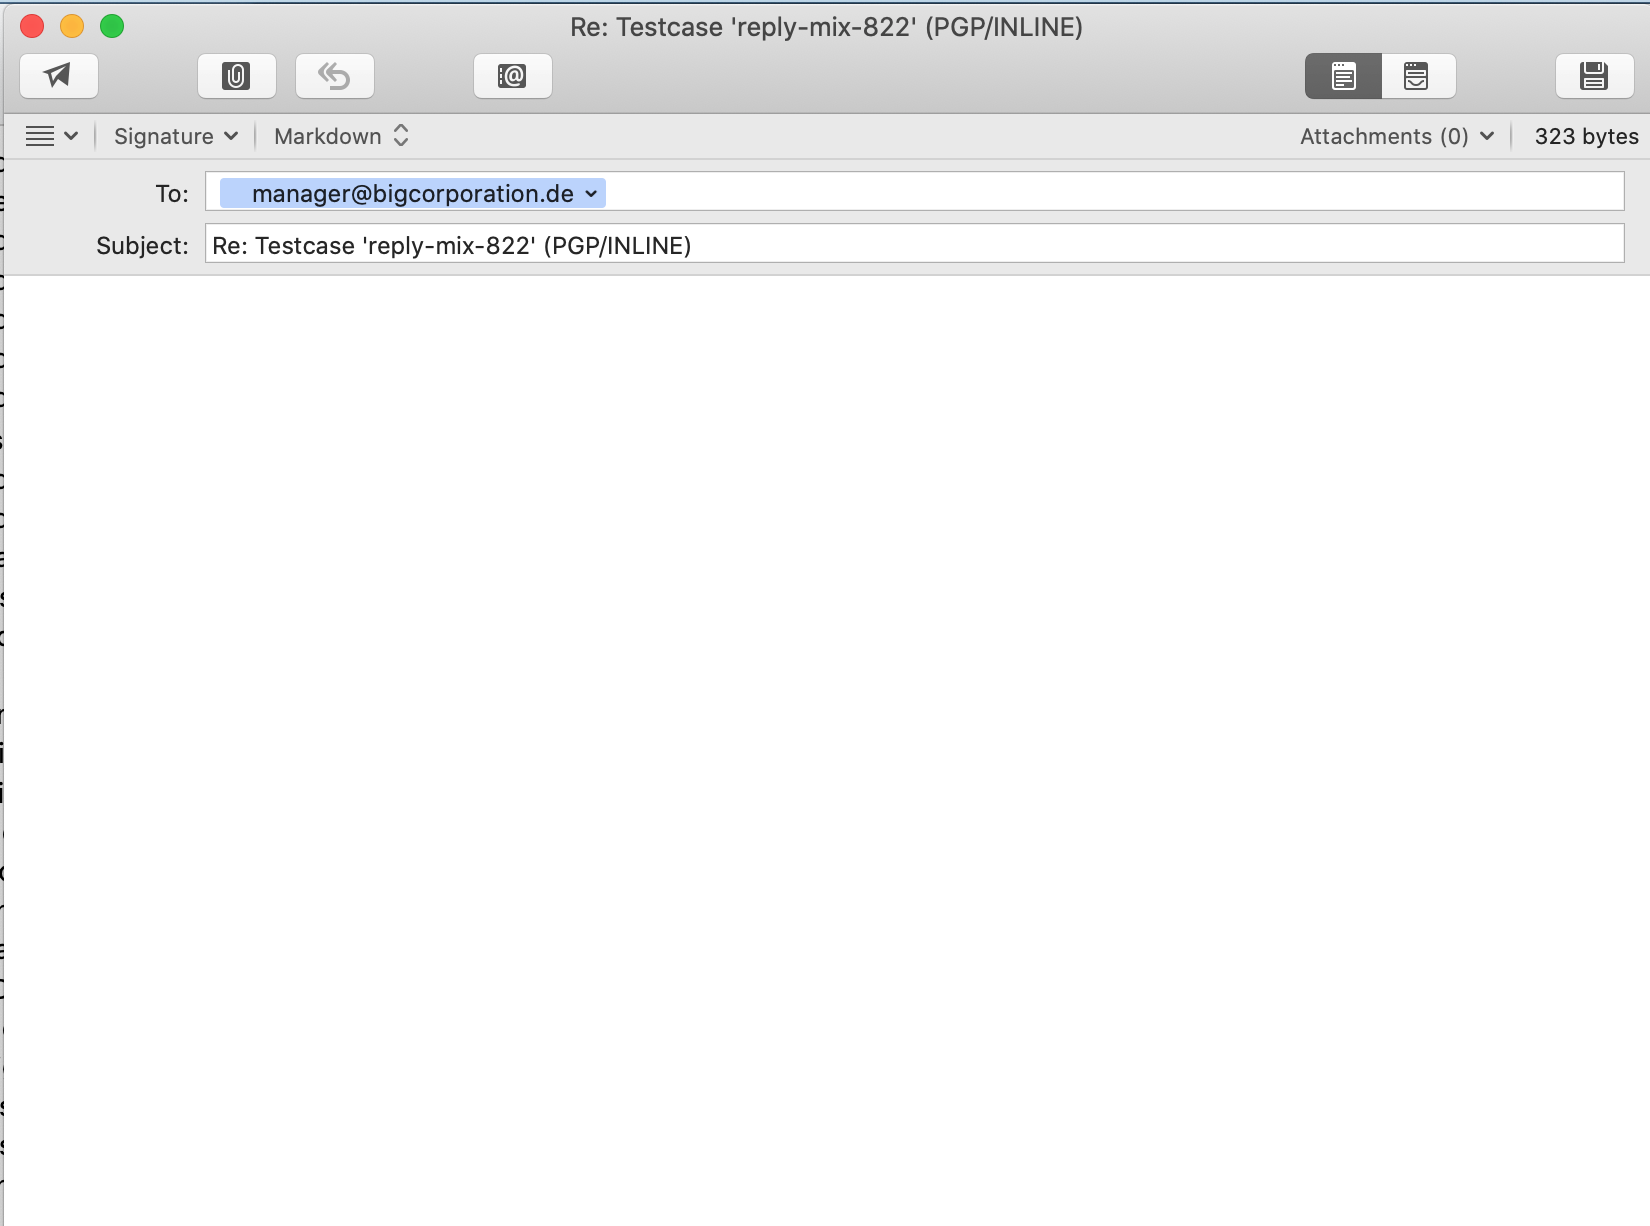 Re: Testcase 'reply-mix-822' (PGP/INLINE)
Signature Markdown Attachments (0) 323 bytes
To: manager@bigcorporation.de
Subject: Re: Testcase 'reply-mix-822' (PGP/INLINE)